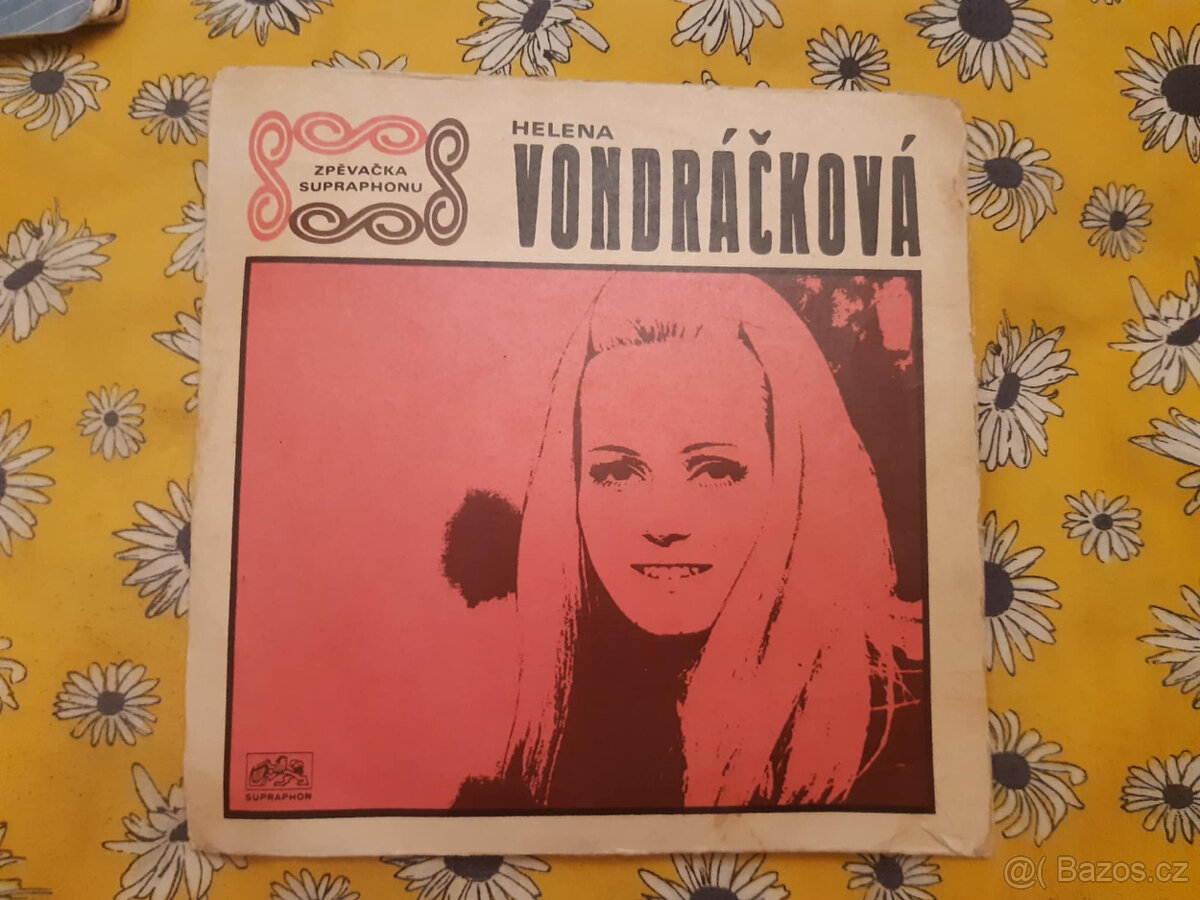 ZPĚVAČKA
SUPRAPHONU
HELENA
VONDRÁČKOVÁ
SUPRAPHON
@( Bazos.cz